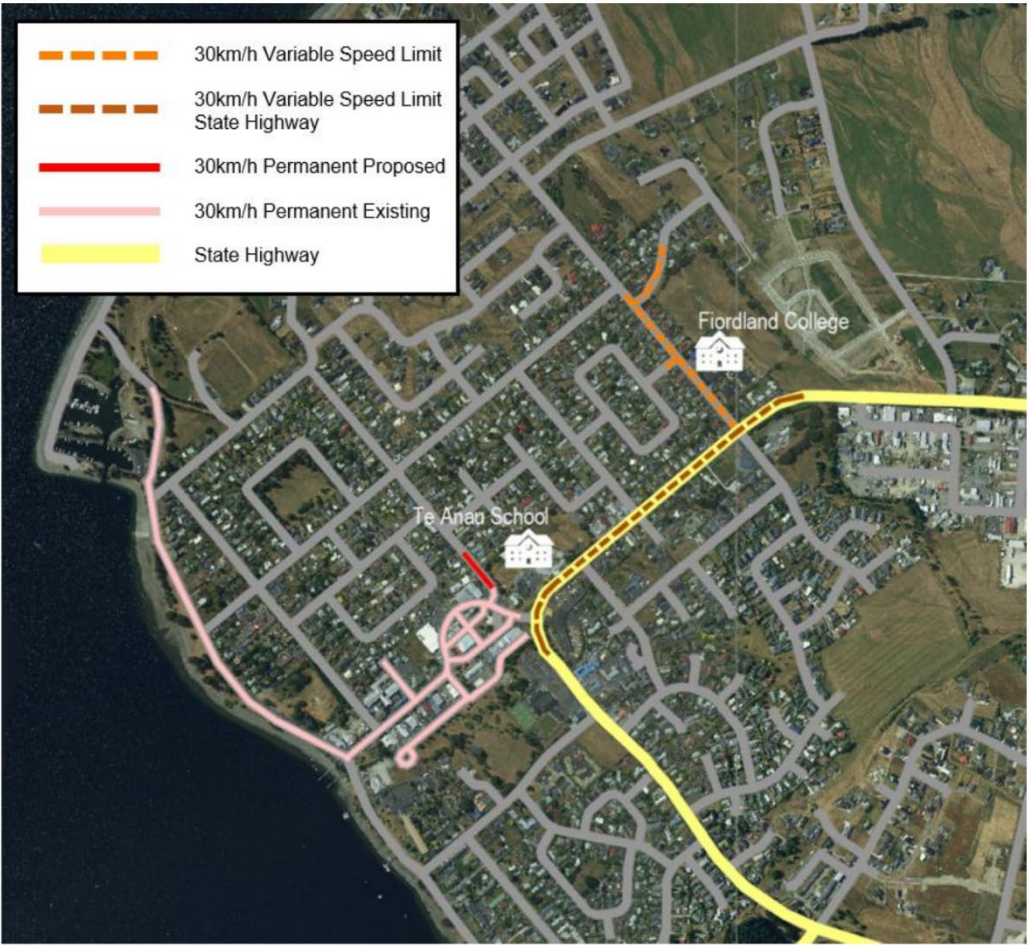 30km/h Variable Speed Limit
30km/h Variable Speed Limit
State Highway
30km/h Permanent Proposed
30km/h Permanent Existing
State Highway
Fiordland College
Te Anau School